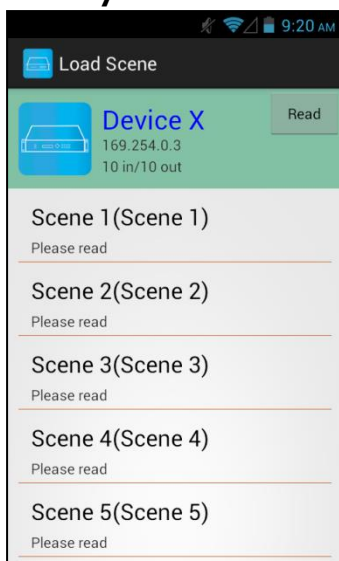 9:20 AM
Load Scene
Device X
Read
169.254.0.3
10 in/10 out
Scene 1(Scene 1)
Please read
Scene 2(Scene 2)
Please read
Scene 3(Scene 3)
Please read
Scene 4(Scene 4)
Please read
Scene 5(Scene 5)
Please read